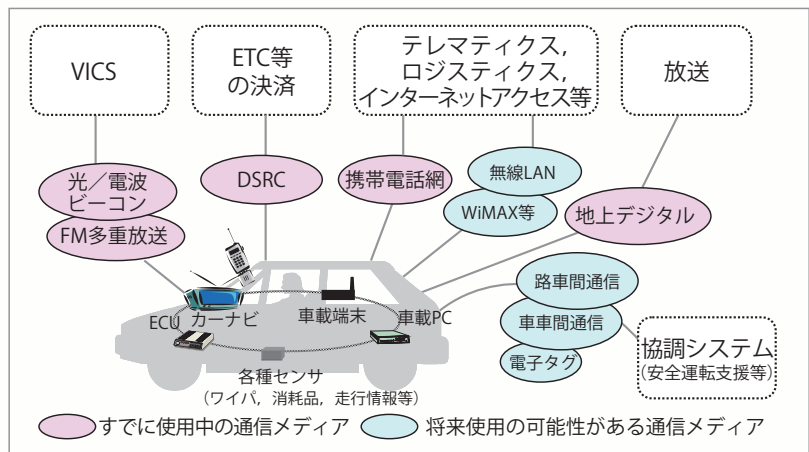 VICS
ETC等
の決済
テレマティクス,
ロジスティクス,
インターネットアクセス等
放送
光／電波
ビーコン
FM多重放送
DSRC
携帯電話網
無線LAN
WiMAX等
地上デジタル
路車間通信
車車間通信
電子タグ
協調システム
(安全運転支援等)
ECU
カーナビ
車載端末
車載PC
各種センサ
(ワイパ, 消耗品, 走行情報等)
すでに使用中の通信メディア
将来使用の可能性がある通信メディア